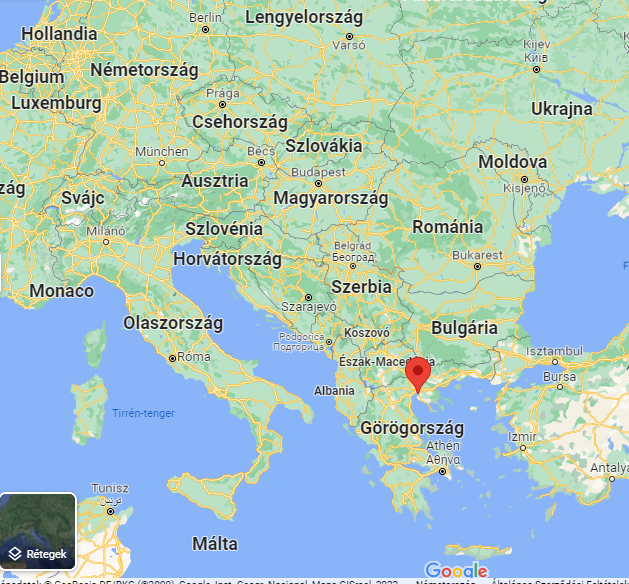 Berlin
Lengyelország
Hollandia
Varsó
Kijev
Київ
Belgium
Németország
Luxemburg
Prága
Ukrajna
Csehország
München
Bécs
Szlovákia
Moldova
Budapest
Kisjenő
Ausztria
Svájc
Magyarország
Milánó
Szlovénia
Románia
Horvátország
Belgrád
Београд
Bukarest
Monaco
Szerbia
Szarajevó
Olaszország
Koszovó
Bulgária
Podgorica
Подгорица
Róma
Isztambul
Albania
Bursa
Tirrén-tenger
Görögország
Athén
Αθήνα
Izmir
Antalya
Tunisz
تونس
Málta
Rétegek
Google